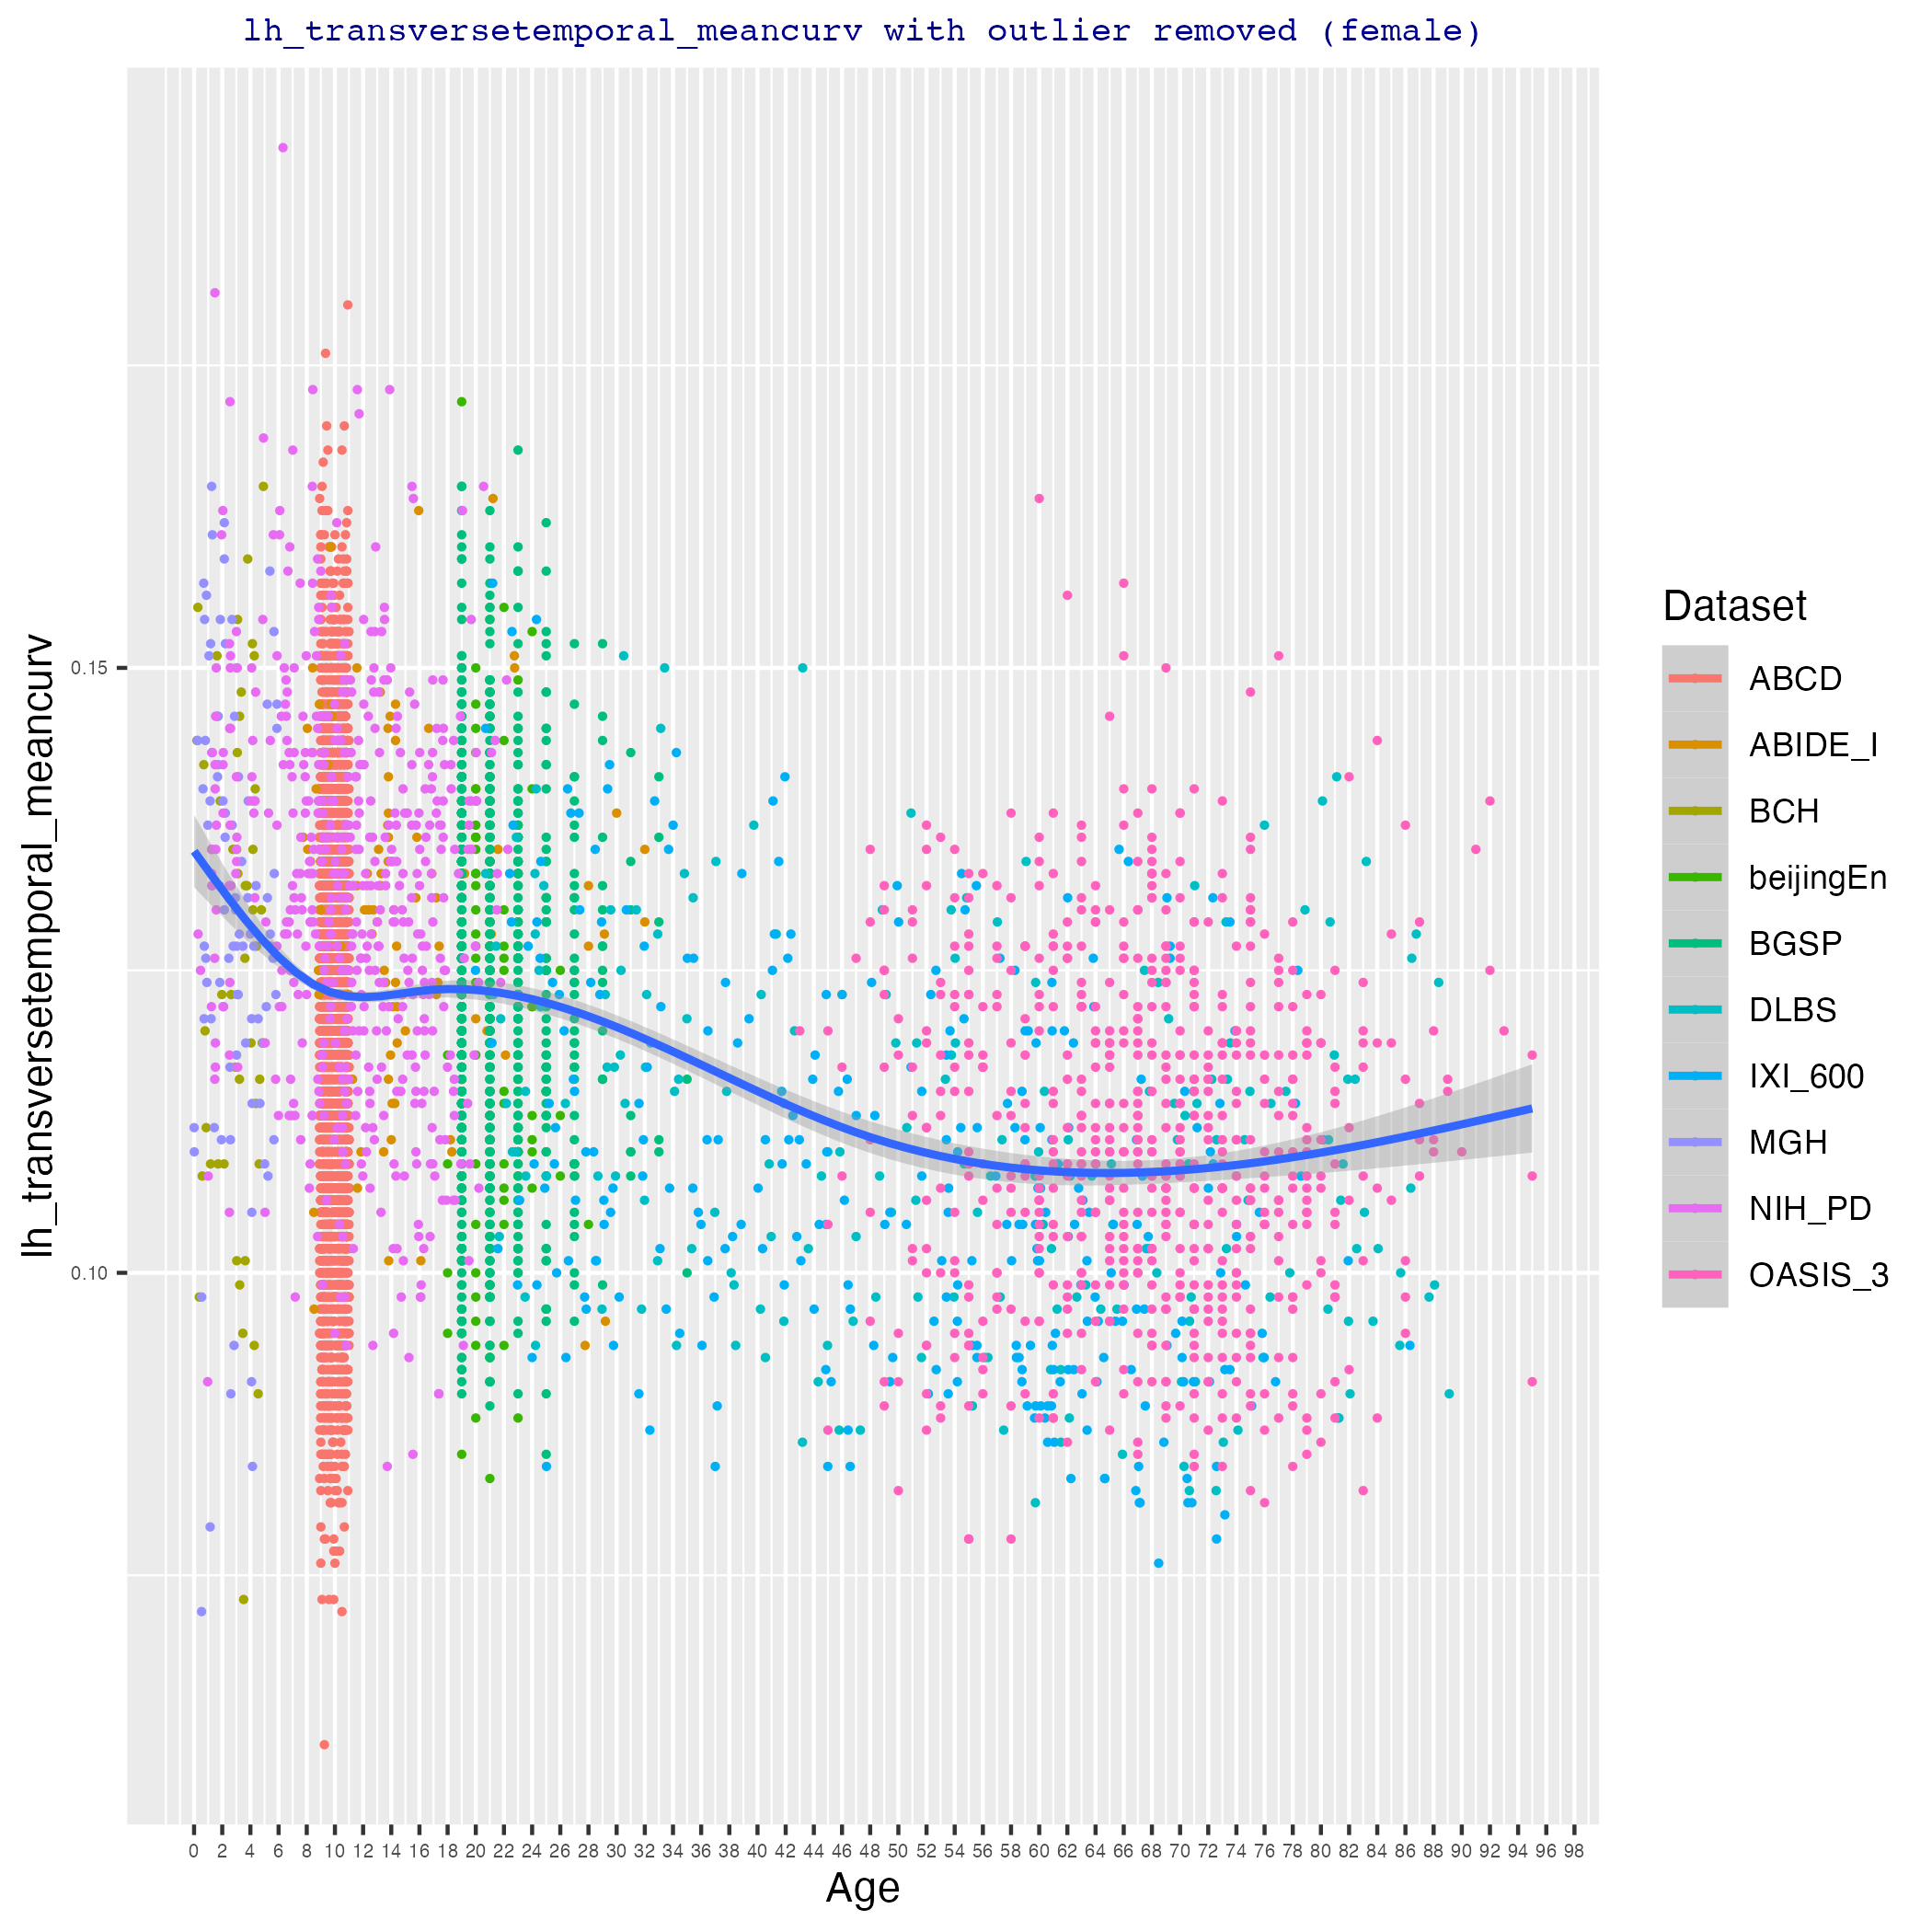 lh_transversetemporal_meancurv with outlier removed (female)
lh_transversetemporal_meancurv
0.15
0.10
0 2 4 6 8 10 12 14 16 18 20 22 24 26 28 30 32 34 36 38 40 42 44 46 48 50 52 54 56 58 60 62 64 66 68 70 72 74 76 78 80 82 84 86 88 90 92 94 96 98
Age
Dataset
ABCD
ABIDE_I
BCH
beijingEn
BGSP
DLBS
IXI_600
MGH
NIH_PD
OASIS_3